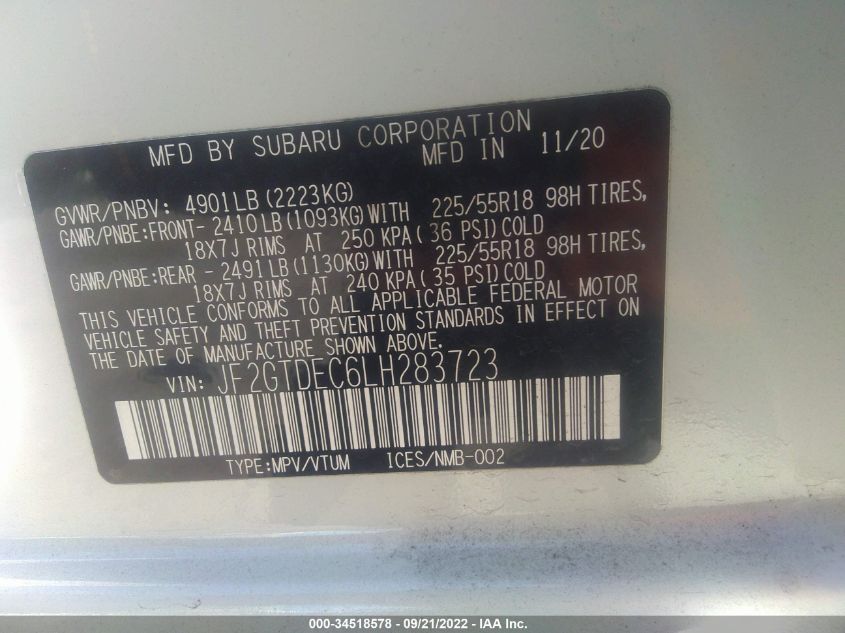 MFD BY SUBARU CORPORATION
MFD IN 11/20
GVWR/PNBV: 4901LB(2223KG)
GAWR/PNBE:FRONT- 2410LB(1093KG)WITH 225/55R18 98H TIRES,
18X7J RIMS AT 250 KPA( 36 PSI)COLD
GAWR/PNBE:REAR - 2491LB(1130KG)WITH 225/55R18 98H TIRES,
18X7J RIMS AT 240 KPA( 35 PSI)COLD
THIS VEHICLE CONFORMS TO ALL APPLICABLE FEDERAL MOTOR
VEHICLE SAFETY AND THEFT PREVENTION STANDARDS IN EFFECT ON
THE DATE OF MANUFACTURE SHOWN ABOVE.
VIN: JF2GTDEC6LH283723
TYPE:MPV/VTUM ICES/NMB-002
000-34518578 - 09/21/2022 - IAA Inc.